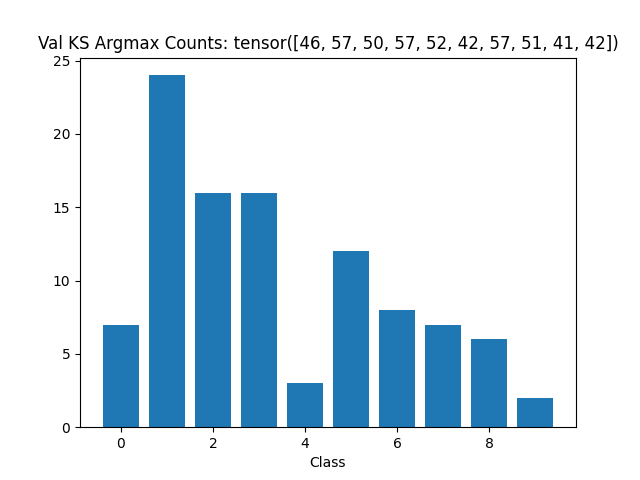 Val KS Argmax Counts: tensor([46, 57, 50, 57, 52, 42, 57, 51, 41, 42])
25
20
15
10
5
0
0 2 4 6 8
Class